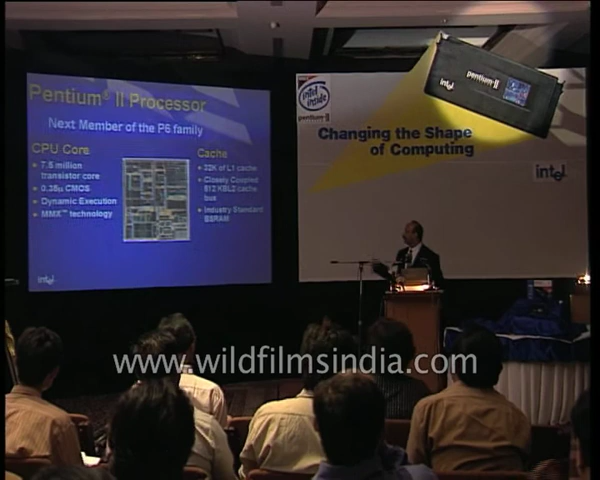 Pentium® II Processor
Next Member of the P6 family
CPU Core
7.5 million
transistor core
0.35µ CMOS
Dynamic Execution
MMX™ technology
Cache
32K of L1 cache
Closely Coupled
512 KB L2 cache
bus
Industry Standard
BSRAM
intel
intel
inside
pentium II
Changing the Shape
of Computing
intel
pentium II
intel
www.wildfilmsindia.com